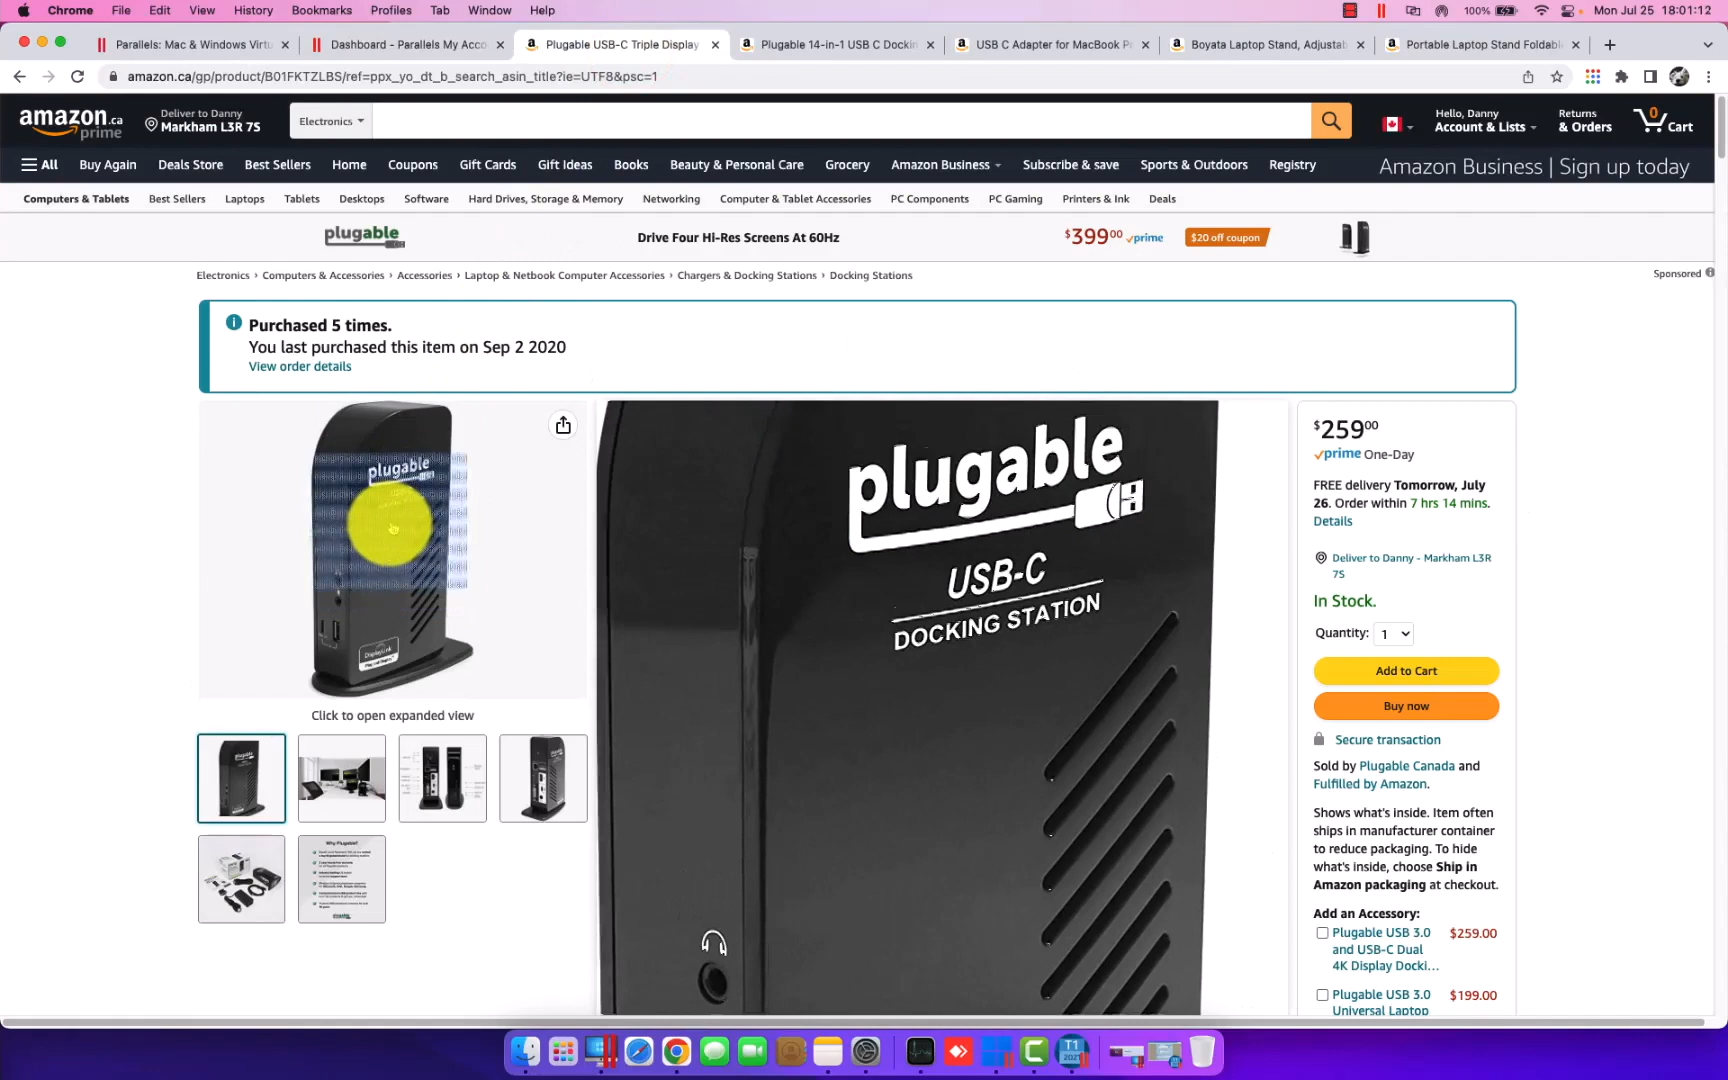 Chrome File Edit View History Bookmarks Profiles Tab Window Help 100% Mon Jul 25 18:01:12
Parallels: Mac & Windows Virtu Dashboard - Parallels My Acco Plugable USB-C Triple Display Plugable 14-in-1 USB C Dockin USB C Adapter for MacBook P Boyata Laptop Stand, Adjustab Portable Laptop Stand Foldabl
amazon.ca/gp/product/B01FKTZLBS/ref=ppx_yo_dt_b_search_asin_title?ie=UTF8&psc=1
amazon.ca prime Deliver to Danny Electronics Hello, Danny Returns 0
Markham L3R 7S Account & Lists & Orders Cart
All Buy Again Deals Store Best Sellers Home Coupons Gift Cards Gift Ideas Books Beauty & Personal Care Grocery Amazon Business Subscribe & save Sports & Outdoors Registry Amazon Business | Sign up today
Computers & Tablets Best Sellers Laptops Tablets Desktops Software Hard Drives, Storage & Memory Networking Computer & Tablet Accessories PC Components PC Gaming Printers & Ink Deals
plugable Drive Four Hi-Res Screens At 60Hz $399 00 prime $20 off coupon
Electronics › Computers & Accessories › Accessories › Laptop & Netbook Computer Accessories › Chargers & Docking Stations › Docking Stations Sponsored
Purchased 5 times.
You last purchased this item on Sep 2 2020
View order details
plugable
Click to open expanded view
Why Plugable?
plugable
USB-C
DOCKING STATION
$259 00
prime One-Day
FREE delivery Tomorrow, July
26. Order within 7 hrs 14 mins.
Details
Deliver to Danny - Markham L3R
7S
In Stock.
Quantity: 1
Add to Cart
Buy now
Secure transaction
Sold by Plugable Canada and
Fulfilled by Amazon.
Shows what's inside. Item often
ships in manufacturer container
to reduce packaging. To hide
what's inside, choose Ship in
Amazon packaging at checkout.
Add an Accessory:
Plugable USB 3.0 $259.00
and USB-C Dual
4K Display Docki...
Plugable USB 3.0 $199.00
Universal Laptop
T1